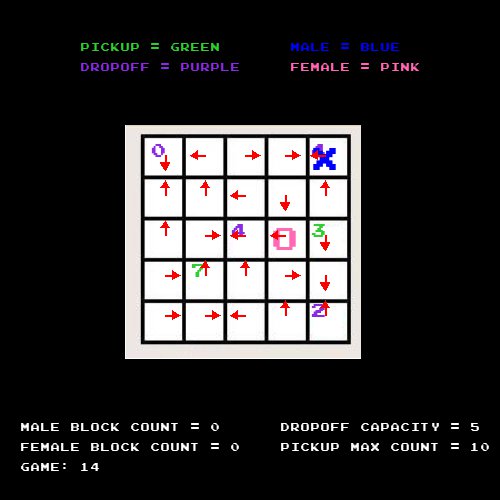 PICKUP = GREEN MALE = BLUE
DROPOFF = PURPLE FEMALE = PINK
0
4 3
7
2
MALE BLOCK COUNT = 0 DROPOFF CAPACITY = 5
FEMALE BLOCK COUNT = 0 PICKUP MAX COUNT = 10
GAME: 14